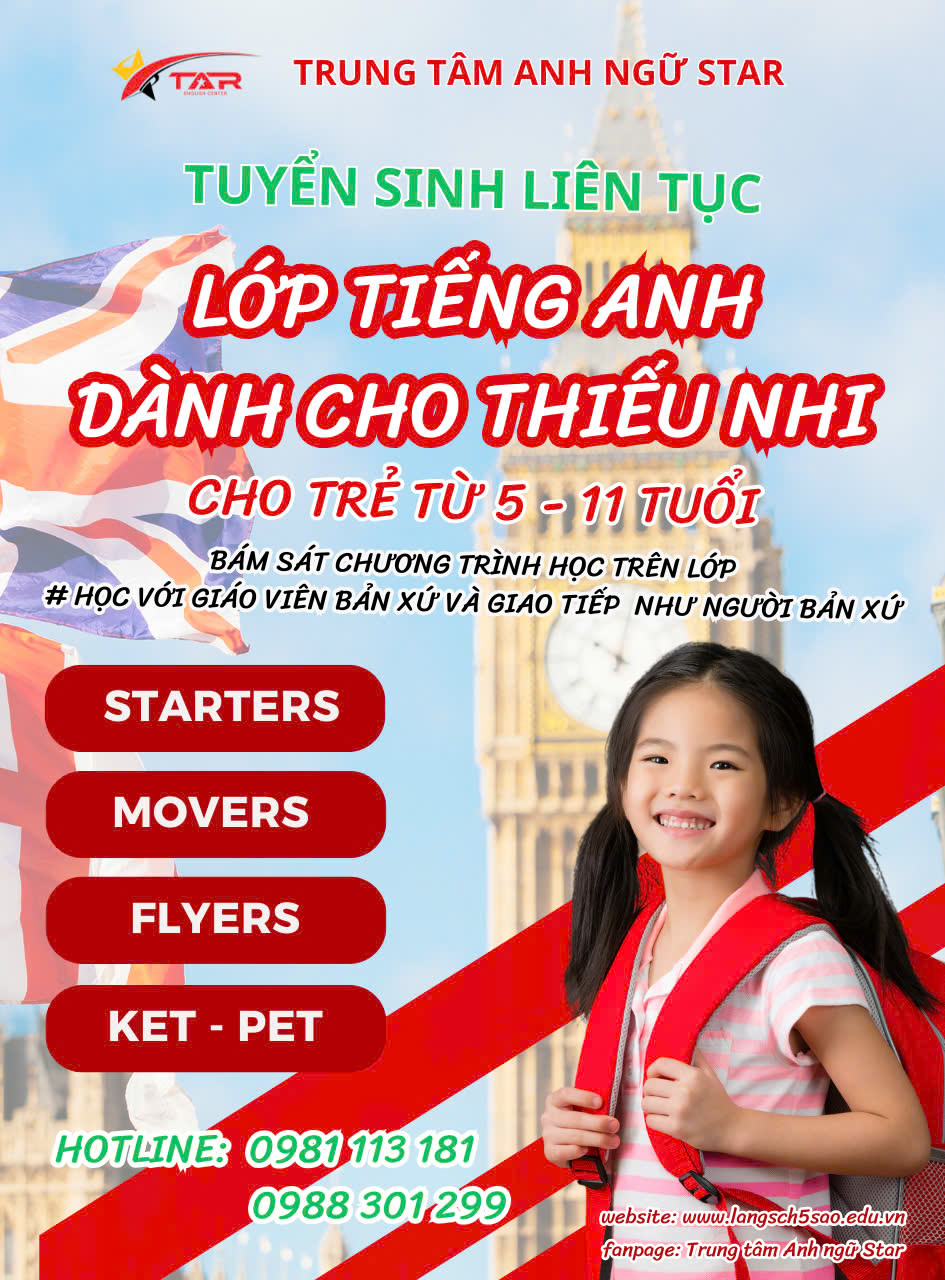 TAR
ENGLISH CENTER
TRUNG TÂM ANH NGỮ STAR
TUYỂN SINH LIÊN TỤC
LỚP TIẾNG ANH
DÀNH CHO THIẾU NHI
CHO TRẺ TỪ 5 - 11 TUỔI
BÁM SÁT CHƯƠNG TRÌNH HỌC TRÊN LỚP
# HỌC VỚI GIÁO VIÊN BẢN XỨ VÀ GIAO TIẾP NHƯ NGƯỜI BẢN XỨ
STARTERS
MOVERS
FLYERS
KET - PET
HOTLINE: 0981 113 181
0988 301 299
website: www.langsch5sao.edu.vn
fanpage: Trung tâm Anh ngữ Star